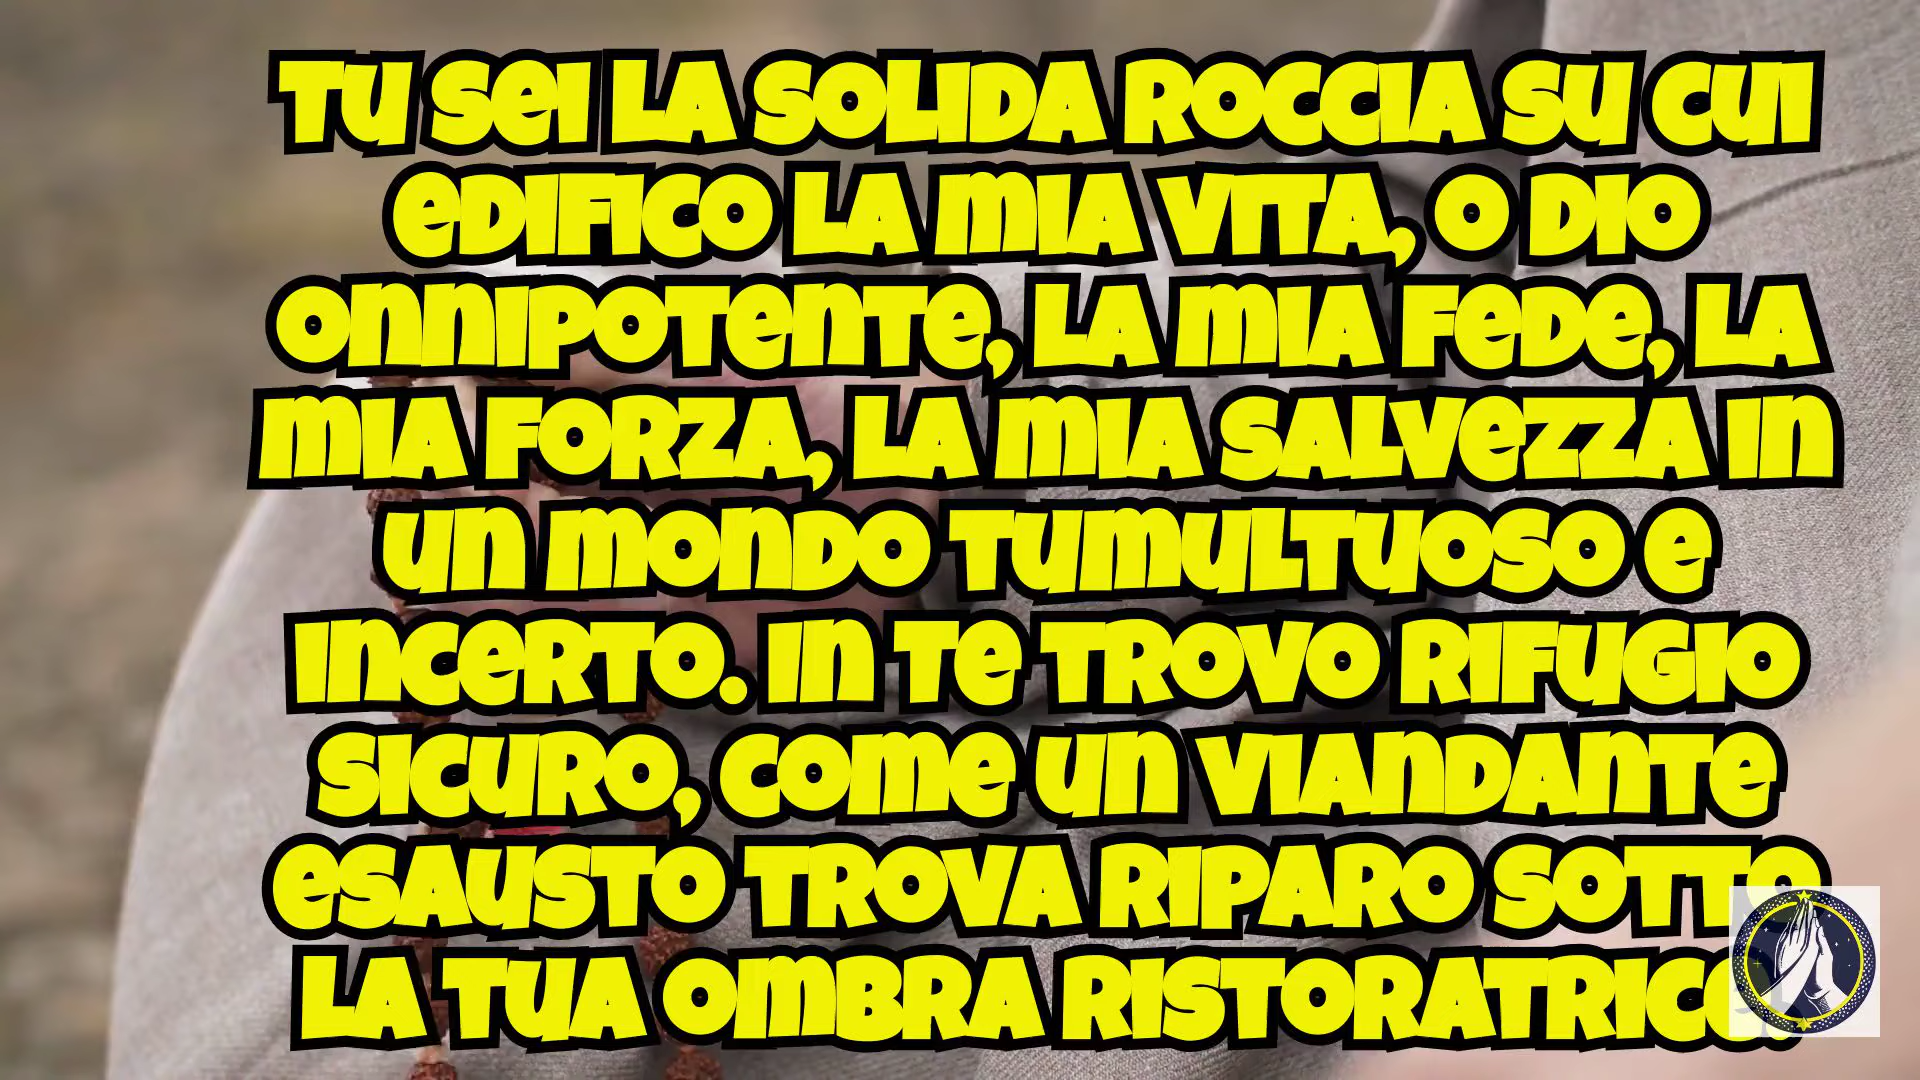 Tu sei la solida roccia su cui
edifico la mia vita, o Dio
Onnipotente, la mia fede, la
mia forza, la mia salvezza in
un mondo tumultuoso e
incerto. In Te trovo rifugio
sicuro, come un viandante
esausto trova riparo sotto
la Tua ombra ristoratrice.